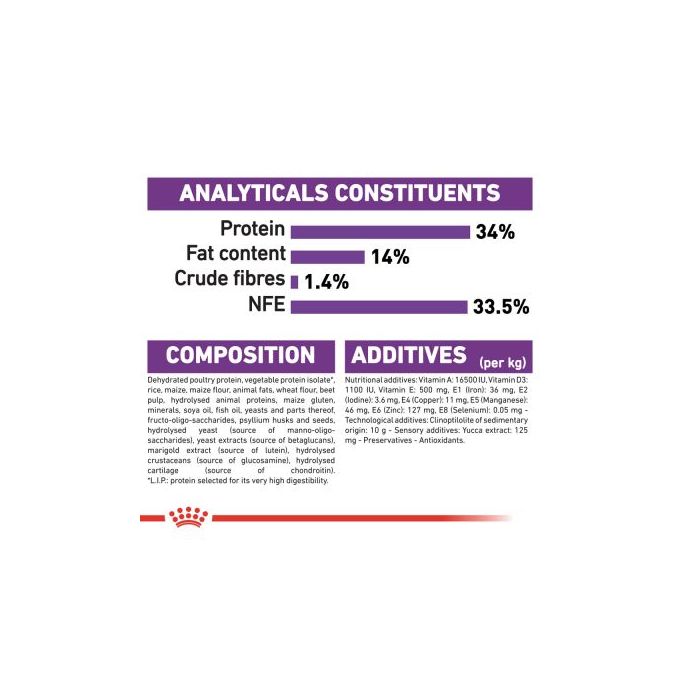 ANALYTICALS CONSTITUENTS
Protein 34%
Fat content 14%
Crude fibres 1.4%
NFE 33.5%
COMPOSITION
Dehydrated poultry protein, vegetable protein isolate*,
rice, maize, maize flour, animal fats, wheat flour, beet
pulp, hydrolysed animal proteins, maize gluten,
minerals, soya oil, fish oil, yeasts and parts thereof,
fructo-oligo-saccharides, psyllium husks and seeds,
hydrolysed yeast (source of manno-oligo-
saccharides), yeast extracts (source of betaglucans),
marigold extract (source of lutein), hydrolysed
crustaceans (source of glucosamine), hydrolysed
cartilage (source of chondroitin).
*L.I.P.: protein selected for its very high digestibility.
ADDITIVES (per kg)
Nutritional additives: Vitamin A: 16500 IU, Vitamin D3:
1100 IU, Vitamin E: 500 mg, E1 (Iron): 36 mg, E2
(Iodine): 3.6 mg, E4 (Copper): 11 mg, E5 (Manganese):
46 mg, E6 (Zinc): 127 mg, E8 (Selenium): 0.05 mg -
Technological additives: Clinoptilolite of sedimentary
origin: 10 g - Sensory additives: Yucca extract: 125
mg - Preservatives - Antioxidants.